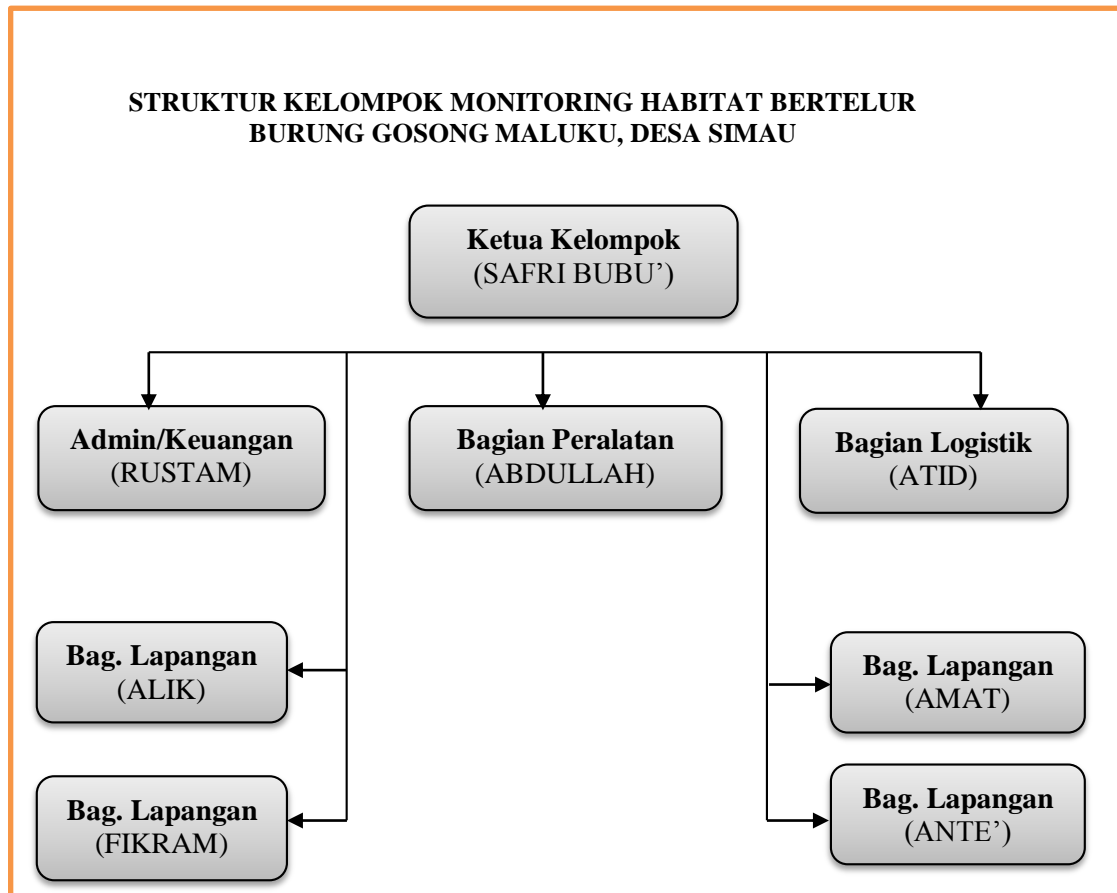 STRUKTUR KELOMPOK MONITORING HABITAT BERTELUR
BURUNG GOSONG MALUKU, DESA SIMAU
Ketua Kelompok
(SAFRI BUBU’)
Admin/Keuangan
(RUSTAM)
Bagian Peralatan
(ABDULLAH)
Bagian Logistik
(ATID)
Bag. Lapangan
(ALIK)
Bag. Lapangan
(AMAT)
Bag. Lapangan
(FIKRAM)
Bag. Lapangan
(ANTE’)